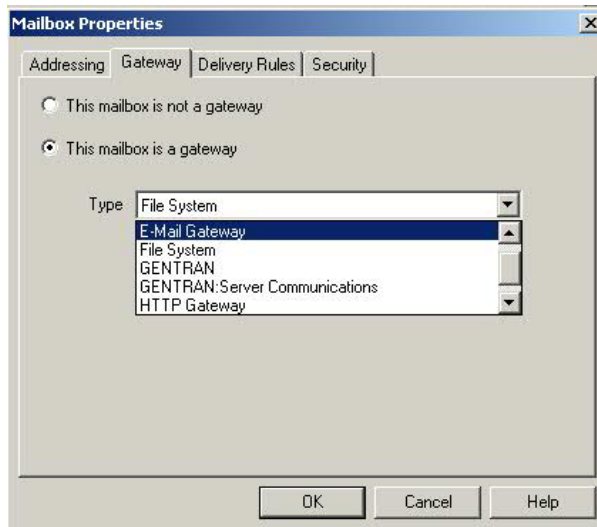 Mailbox Properties
Addressing Gateway Delivery Rules Security
This mailbox is not a gateway
This mailbox is a gateway
Type File System
E-Mail Gateway
File System
GENTRAN
GENTRAN:Server Communications
HTTP Gateway
OK Cancel Help